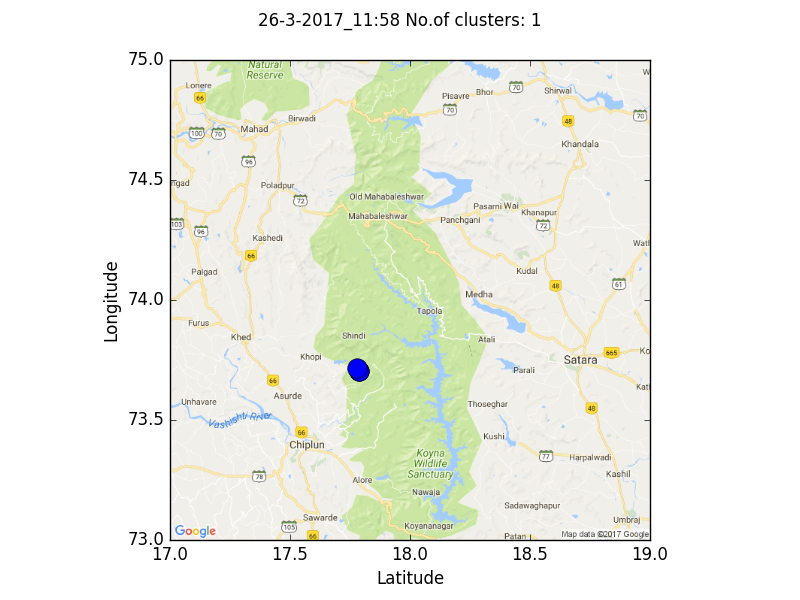 26-3-2017_11:58 No.of clusters: 1
75.0
74.5
74.0
73.5
73.0
17.0
17.5
18.0
18.5
19.0
Longitude
Latitude
Natural
Reserve
Lonere
66
Pisavre
Bhor
70
Shirwal
W
70
48
70
Birwadi
100
70
Mahad
Khandala
96
Poladpur
72
Old Mahabaleshwar
Mahabaleshwar
Pasarni
Wai
Khanapur
Panchgani
72
103
96
Kashedi
Wath
66
Palgad
Kudal
61
48
Medha
Furus
Tapola
Khed
Shindi
Atali
Khopi
Satara
665
Ko
Parali
66
Asurde
Kat
Unhavare
Vashishti River
Thoseghar
48
66
Kushi
Chiplun
Koyna
Wildlife
Sanctuary
77
Harpalwadi
78
Alore
Kashil
Nawaja
Sadawaghapur
Sawarde
105
Koyananagar
Umbraj
66
Patan
Google
Map data ©2017 Google